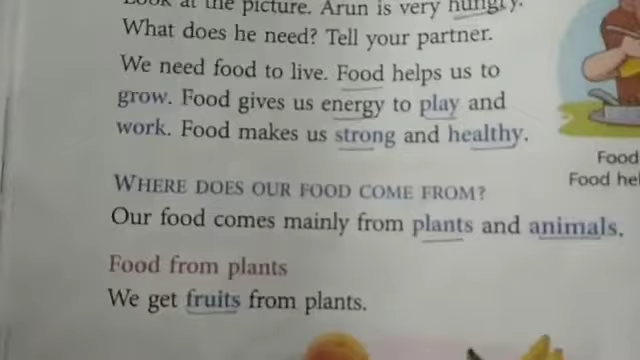 Look at the picture. Arun is very hungry.
What does he need? Tell your partner.
We need food to live. Food helps us to
grow. Food gives us energy to play and
work. Food makes us strong and healthy.
Food
Food hel
WHERE DOES OUR FOOD COME FROM?
Our food comes mainly from plants and animals.
Food from plants
We get fruits from plants.